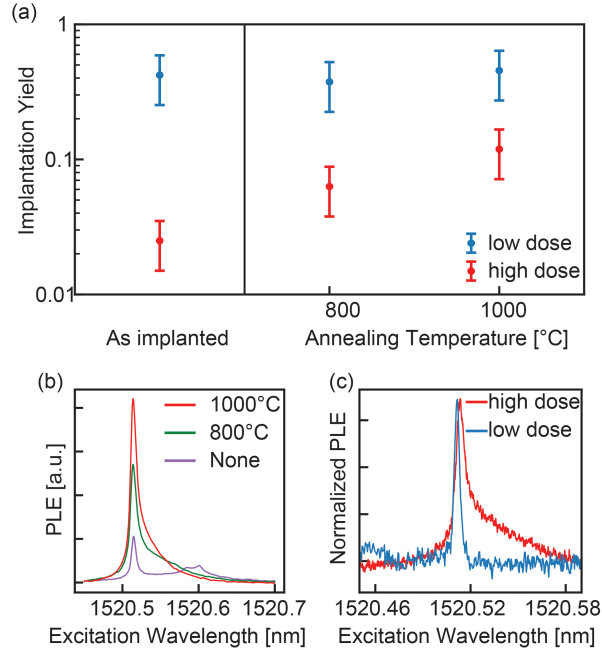 (a)
Implantation Yield
1
0.1
0.01
low dose
high dose
800
1000
As implanted
Annealing Temperature [°C]
(b)
PLE [a.u.]
1000°C
800°C
None
1520.5
1520.6
1520.7
Excitation Wavelength [nm]
(c)
Normalized PLE
high dose
low dose
1520.46
1520.52
1520.58
Excitation Wavelength [nm]